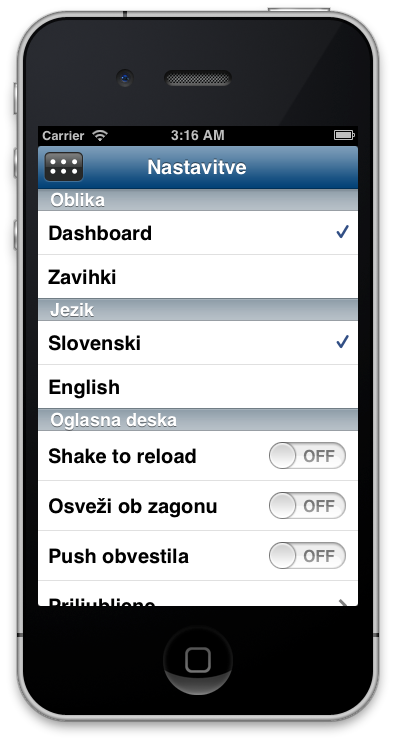 Carrier 3:16 AM
Nastavitve
Oblika
Dashboard
Zavihki
Jezik
Slovenski
English
Oglasna deska
Shake to reload OFF
Osveži ob zagonu OFF
Push obvestila OFF
Priljubljene